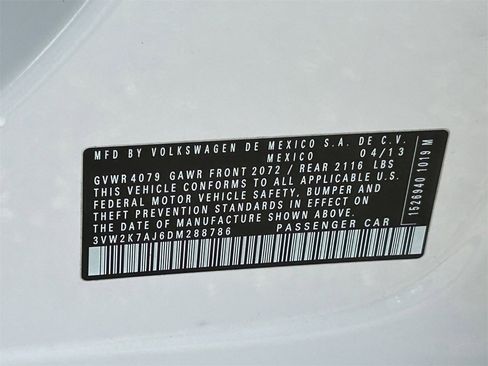 MFD BY VOLKSWAGEN DE MEXICO S.A. DE C.V.
MEXICO 04/13
GVWR 4079 GAWR FRONT 2072 / REAR 2116 LBS
THIS VEHICLE CONFORMS TO ALL APPLICABLE U.S.
FEDERAL MOTOR VEHICLE SAFETY, BUMPER AND
THEFT PREVENTION STANDARDS IN EFFECT ON
THE DATE OF MANUFACTURE SHOWN ABOVE.
3VW2K7AJ6DM288786 PASSENGER CAR
1526940 1019 M